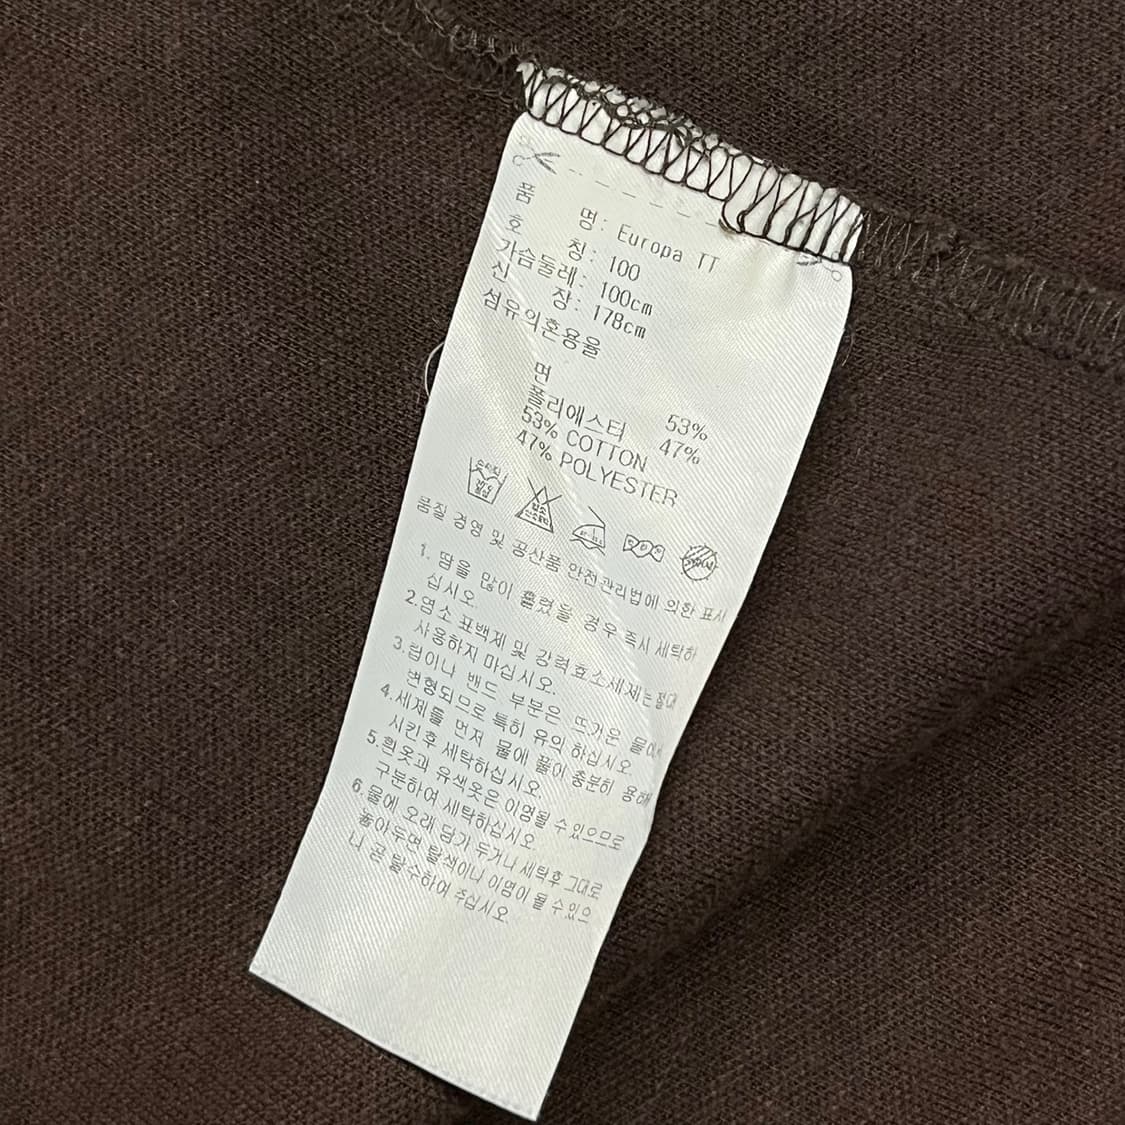 품 명: Europa TT
호 칭: 100
가슴둘레: 100cm
신 장: 178cm
섬유의혼용율
면 53%
폴리에스터 47%
53% COTTON
47% POLYESTER
품질 경영 및 공산품 안전관리법에 의한 표시
1. 땀을 많이 흘렸을 경우 즉시 세탁하
십시오.
2.염소 표백제 및 강력효소세제는 절대
사용하지 마십시오.
3.립이나 밴드 부분은 뜨거운 물에서
변형되므로 특히 유의 하십시오.
4.세제를 먼저 물에 풀어 충분히 용해
시킨후 세탁하십시오.
5.흰옷과 유색옷은 이염될 수 있으므로
구분하여 세탁하십시오.
6.물에 오래 담가 두거나 세탁후 그대로
놓아두면 탈색이나 이염이 될 수 있으
니 곧 탈수하여 주십시오.